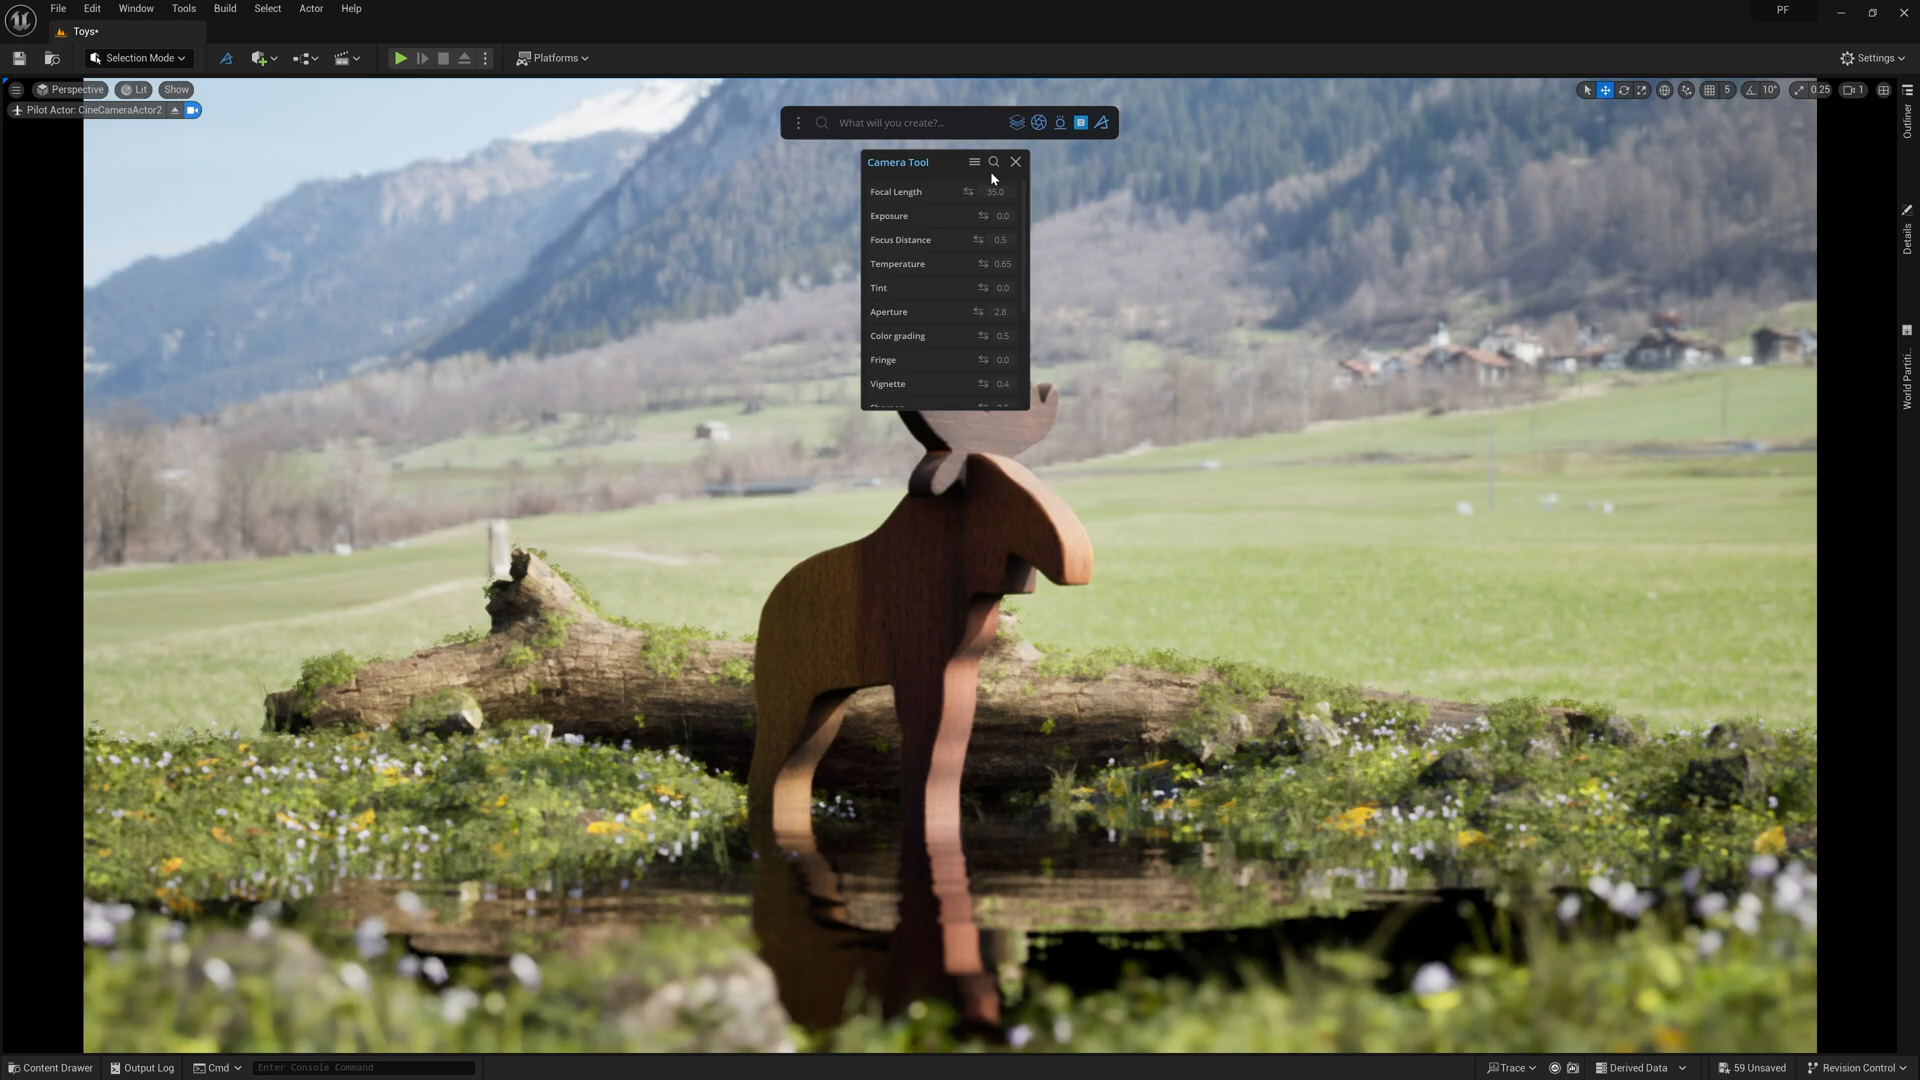 File Edit Window Tools Build Select Actor Help
PF
Toys*
Selection Mode
Platforms
Settings
Perspective
Lit
Show
5
10°
0.25
1
Pilot Actor: CineCameraActor2
What will you create?...
B
Camera Tool
Focal Length 35.0
Exposure 0.0
Focus Distance 0.5
Temperature 0.65
Tint 0.0
Aperture 2.8
Color grading 0.5
Fringe 0.0
Vignette 0.4
Outliner
Details
World Partiti...
Content Drawer
Output Log
Cmd
Enter Console Command
Trace
Derived Data
59 Unsaved
Revision Control